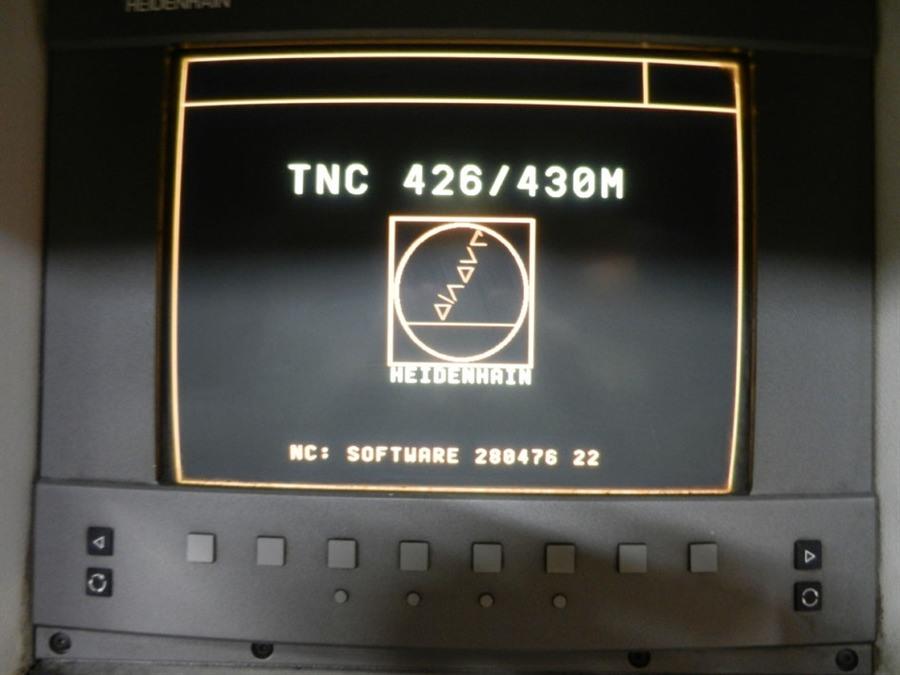 HEIDENHAIN
TNC 426/430M
HEIDENHAIN
NC: SOFTWARE 280476 22